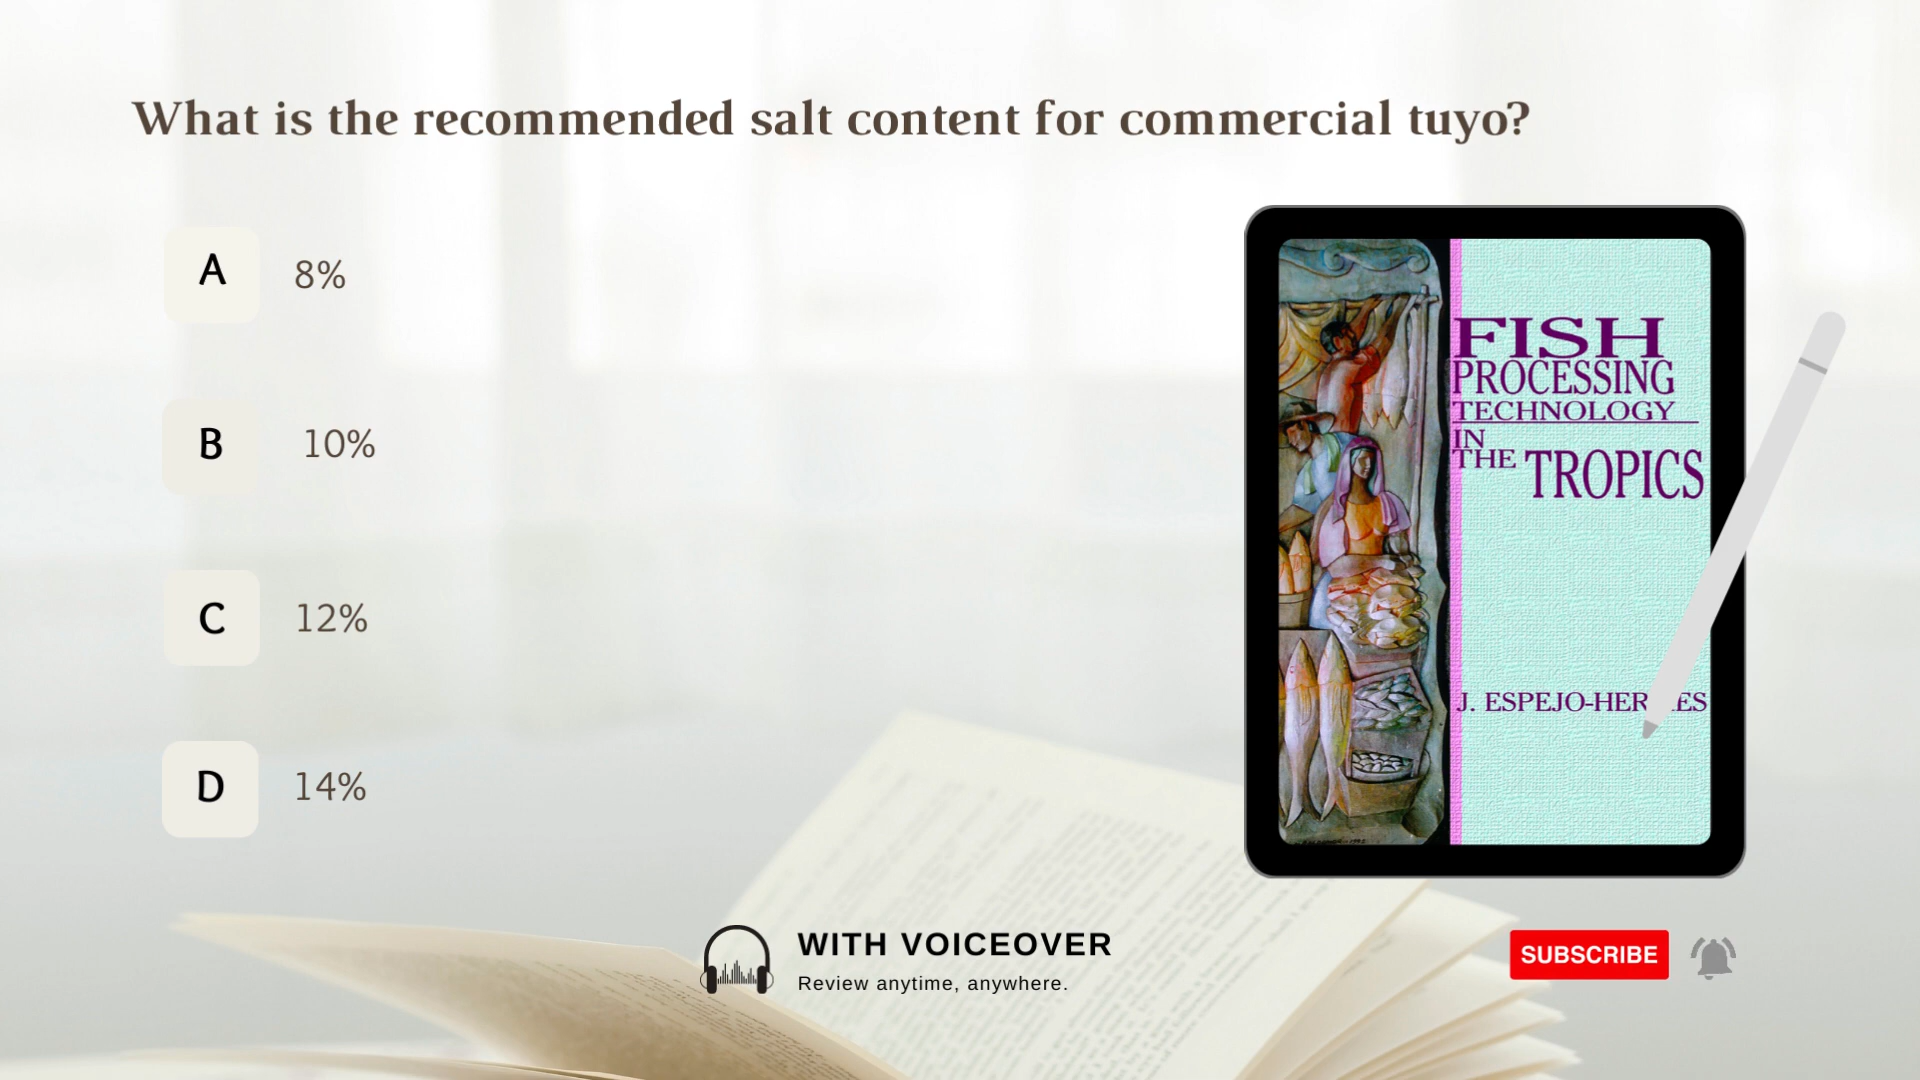 What is the recommended salt content for commercial tuyo?
A 8%
B 10%
C 12%
D 14%
FISH
PROCESSING
TECHNOLOGY
IN
THE TROPICS
J.
WITH VOICEOVER
Review anytime, anywhere.
SUBSCRIBE